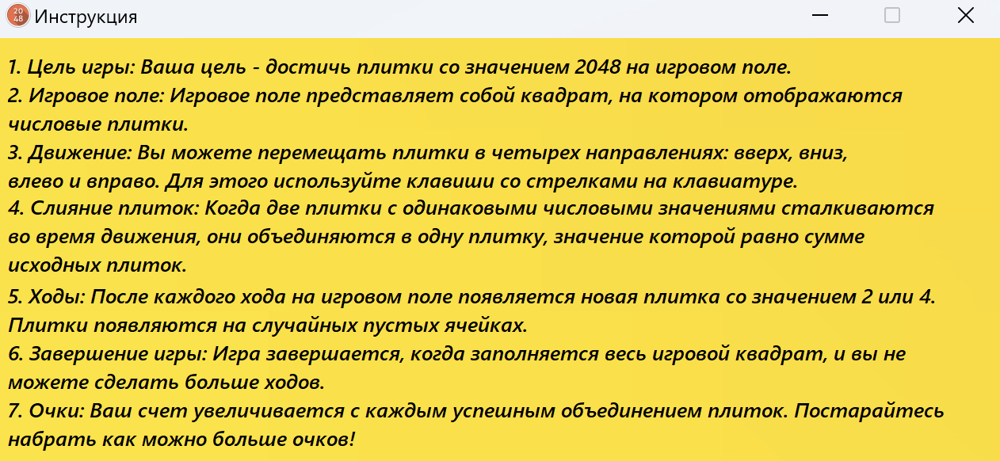 20
48
Инструкция
1. Цель игры: Ваша цель - достичь плитки со значением 2048 на игровом поле.
2. Игровое поле: Игровое поле представляет собой квадрат, на котором отображаются
числовые плитки.
3. Движение: Вы можете перемещать плитки в четырех направлениях: вверх, вниз,
влево и вправо. Для этого используйте клавиши со стрелками на клавиатуре.
4. Слияние плиток: Когда две плитки с одинаковыми числовыми значениями сталкиваются
во время движения, они объединяются в одну плитку, значение которой равно сумме
исходных плиток.
5. Ходы: После каждого хода на игровом поле появляется новая плитка со значением 2 или 4.
Плитки появляются на случайных пустых ячейках.
6. Завершение игры: Игра завершается, когда заполняется весь игровой квадрат, и вы не
можете сделать больше ходов.
7. Очки: Ваш счет увеличивается с каждым успешным объединением плиток. Постарайтесь
набрать как можно больше очков!